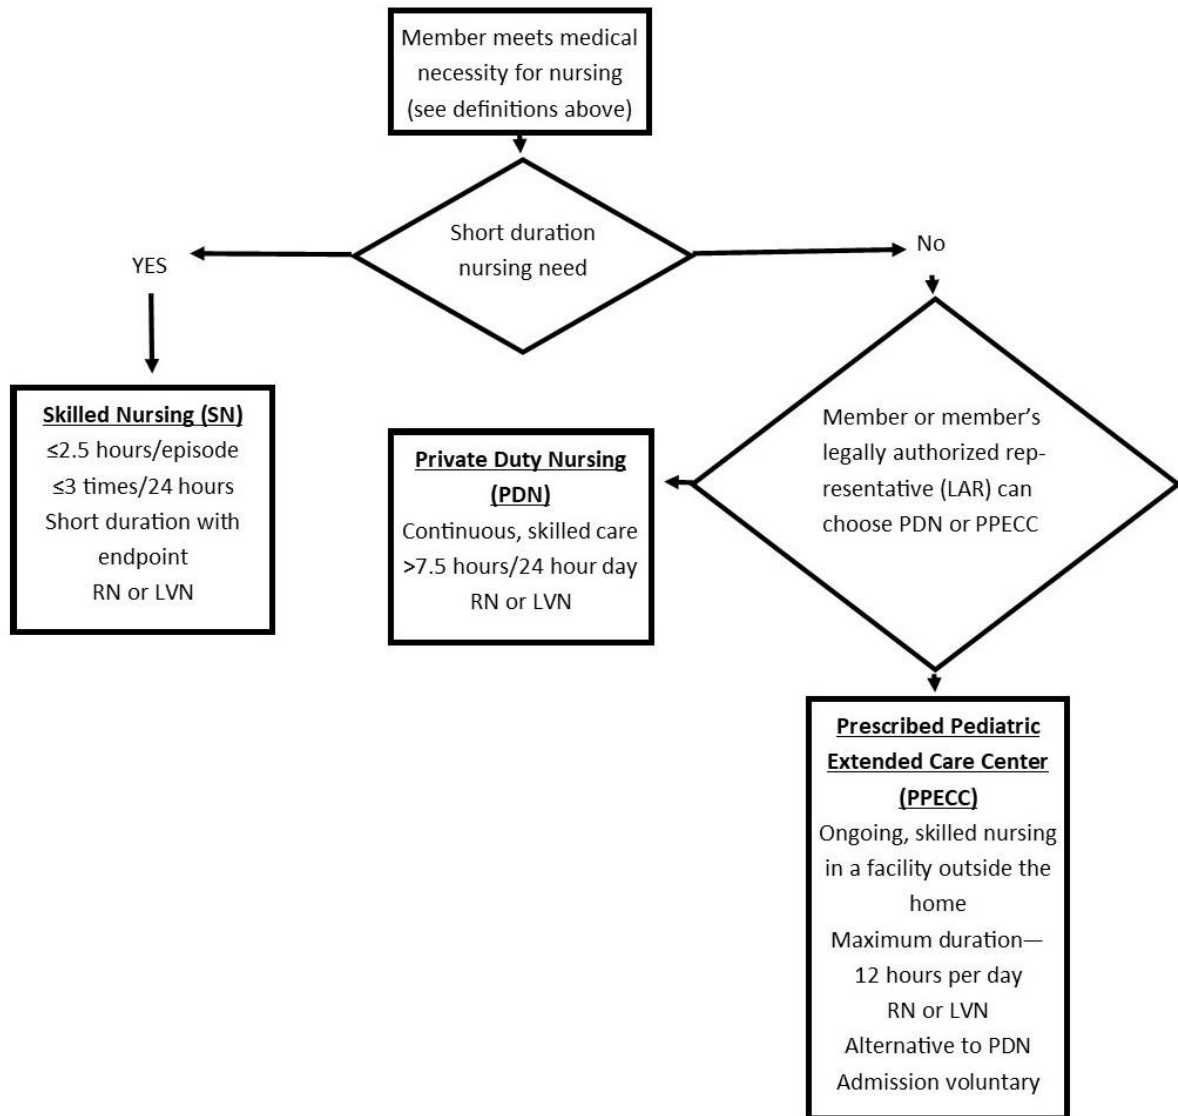 Member meets medical
necessity for nursing
(see definitions above)
Short duration
nursing need
YES
No
Skilled Nursing (SN)
≤2.5 hours/episode
≤3 times/24 hours
Short duration with
endpoint
RN or LVN
Private Duty Nursing
(PDN)
Continuous, skilled care
>7.5 hours/24 hour day
RN or LVN
Member or member’s
legally authorized rep-
resentative (LAR) can
choose PDN or PPECC
Prescribed Pediatric
Extended Care Center
(PPECC)
Ongoing, skilled nursing
in a facility outside the
home
Maximum duration—
12 hours per day
RN or LVN
Alternative to PDN
Admission voluntary